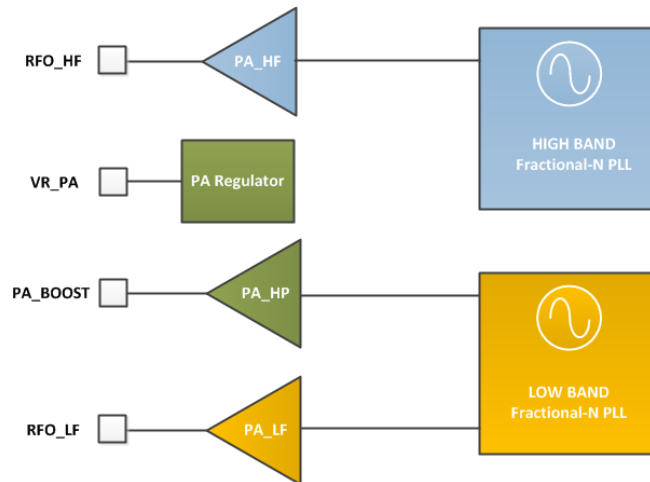 RFO_HF
PA_HF
HIGH BAND
Fractional-N PLL
VR_PA
PA Regulator
PA_BOOST
PA_HP
LOW BAND
Fractional-N PLL
RFO_LF
PA_LF